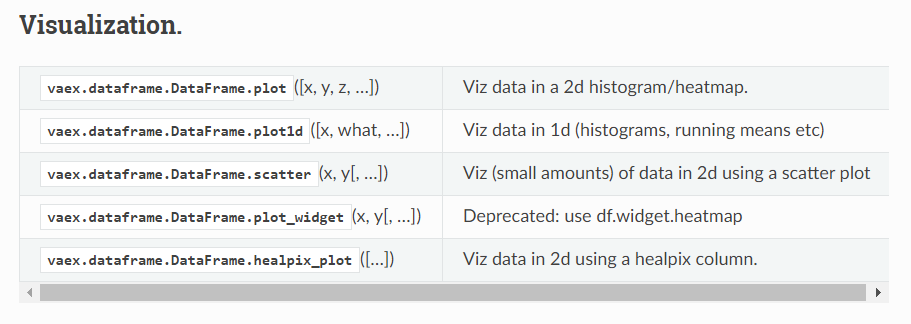 Visualization.
vaex.dataframe.DataFrame.plot([x, y, z, …]) Viz data in a 2d histogram/heatmap.
vaex.dataframe.DataFrame.plot1d([x, what, …]) Viz data in 1d (histograms, running means etc)
vaex.dataframe.DataFrame.scatter(x, y[, …]) Viz (small amounts) of data in 2d using a scatter plot
vaex.dataframe.DataFrame.plot_widget(x, y[, …]) Deprecated: use df.widget.heatmap
vaex.dataframe.DataFrame.healpix_plot([…]) Viz data in 2d using a healpix column.